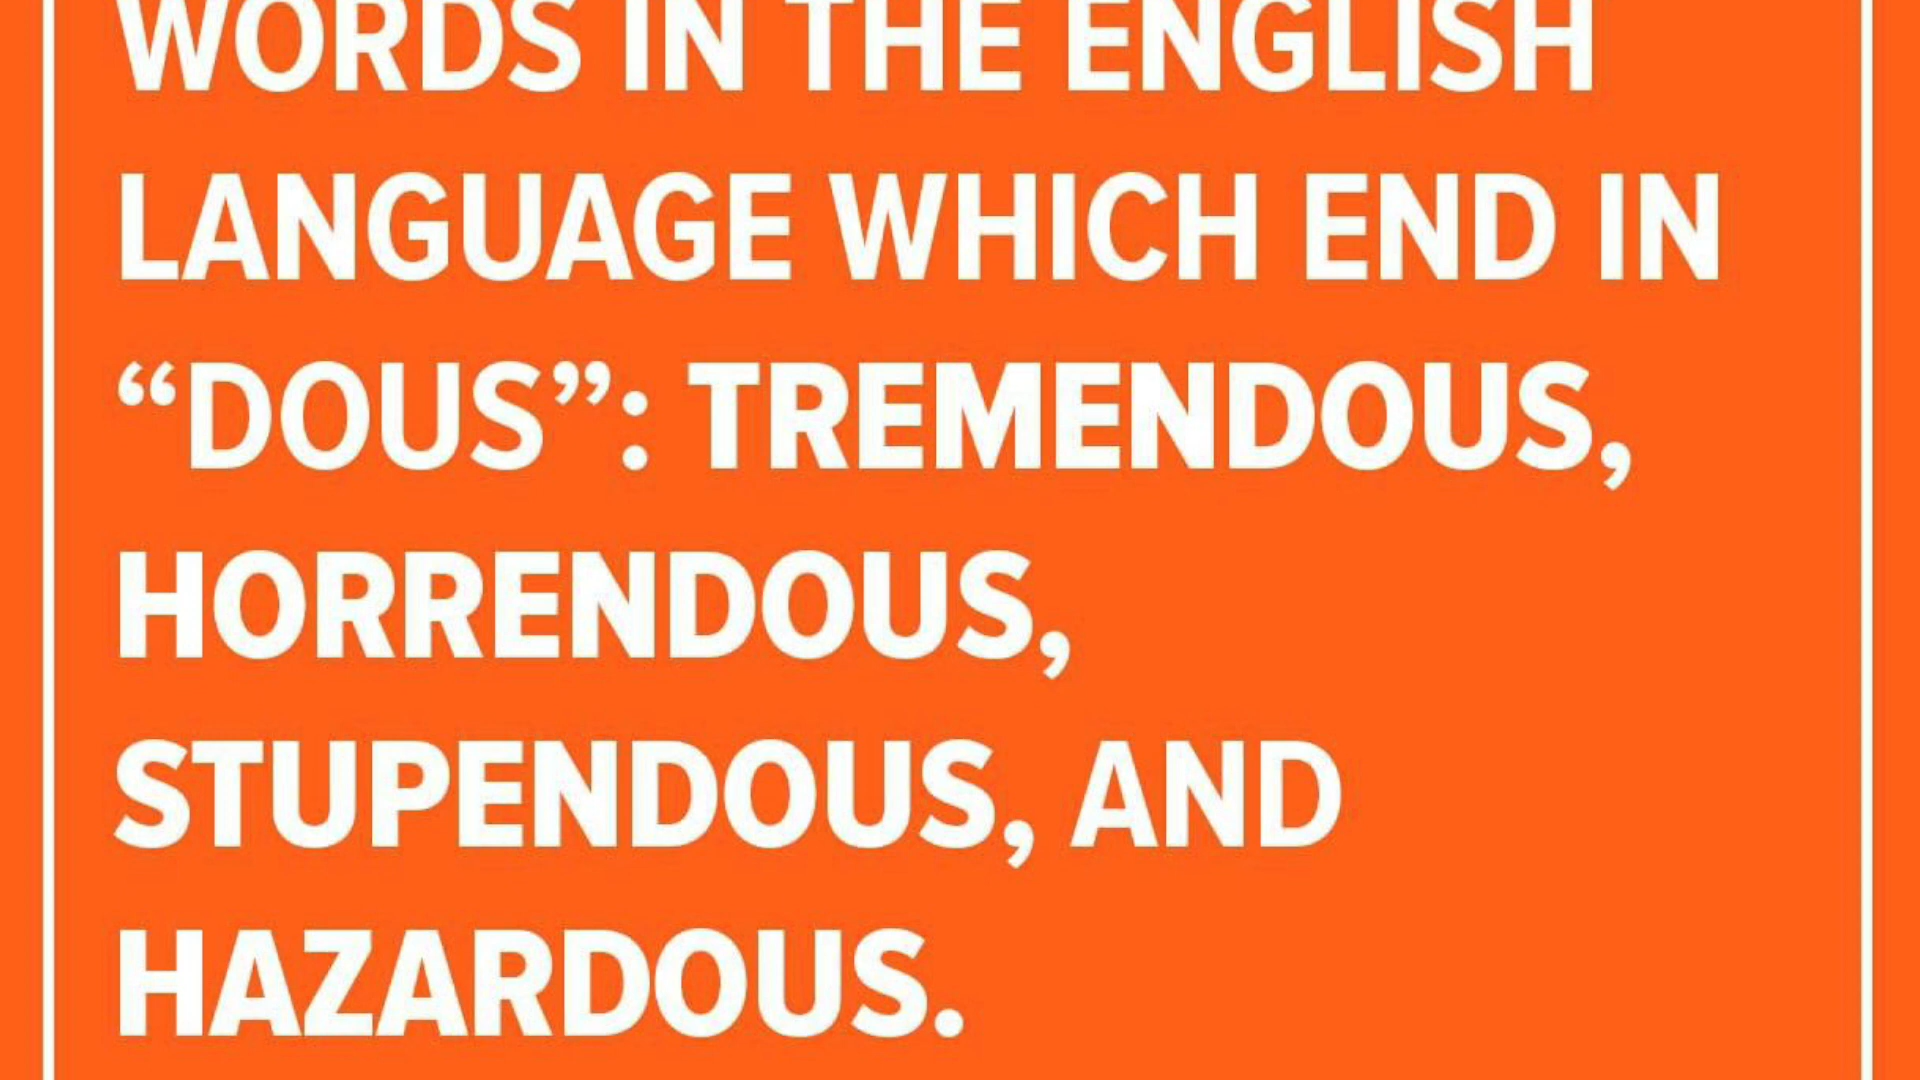 WORDS IN THE ENGLISH
LANGUAGE WHICH END IN
“DOUS”: TREMENDOUS,
HORRENDOUS,
STUPENDOUS, AND
HAZARDOUS.